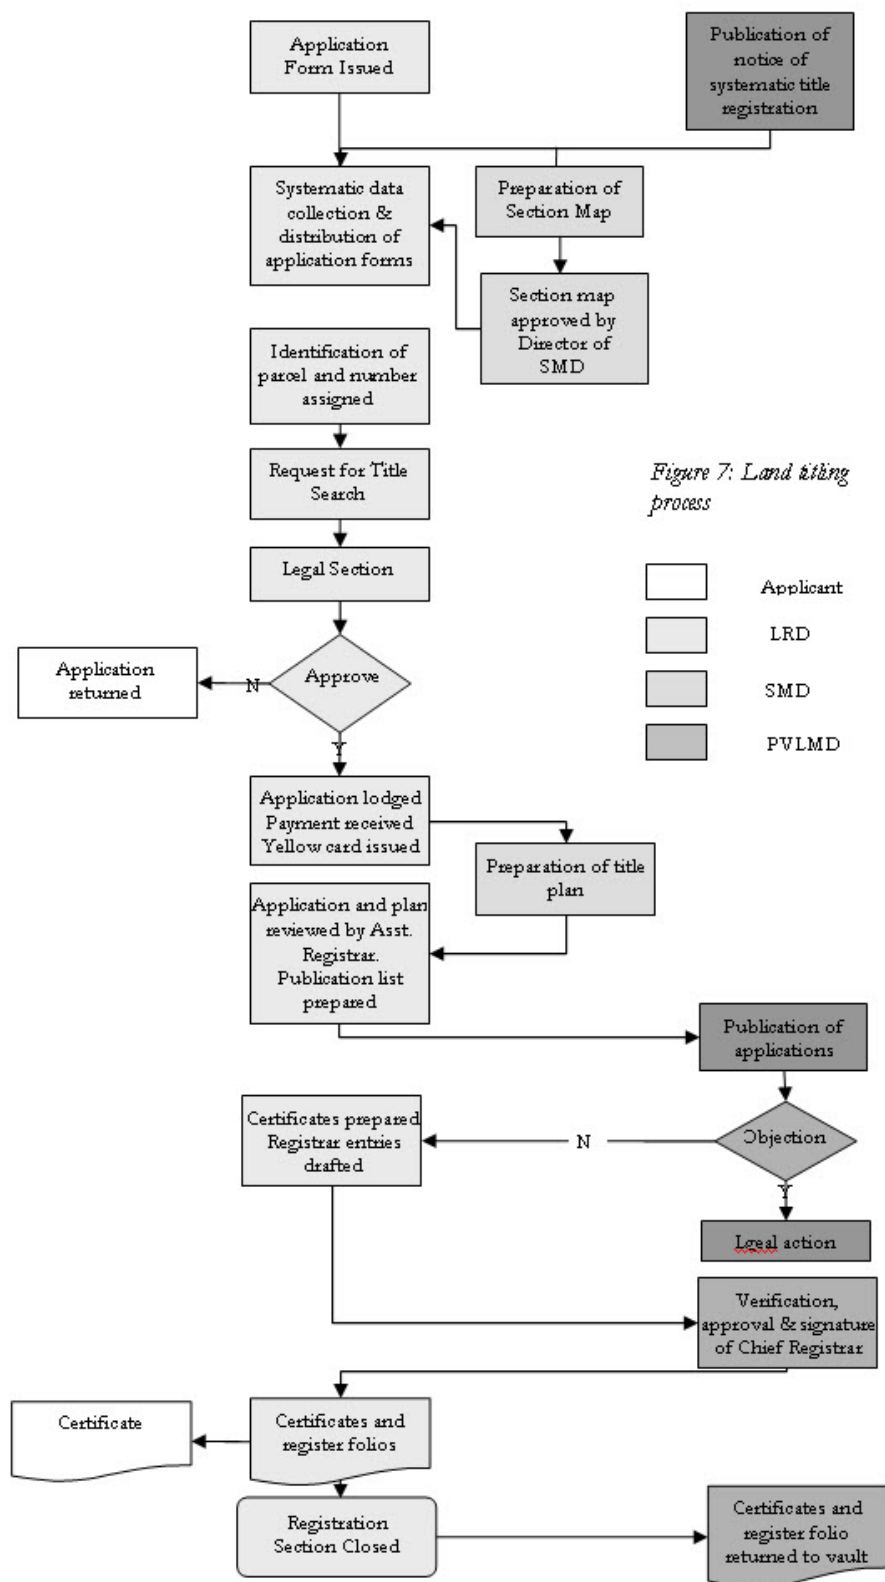 Application
Form Issued
Publication of
notice of
systematic title
registration
Systematic data
collection &
distribution of
application forms
Preparation of
Section Map
Section map
approved by
Director of
SMD
Identification of
parcel and number
assigned
Request for Title
Search
Figure 7: Land titling
process
Legal Section
Applicant
LRD
SMD
PVLMD
Approve
N
Application
returned
Y
Application lodged
Payment received
Yellow card issued
Preparation of title
plan
Application and plan
reviewed by Asst.
Registrar.
Publication list
prepared
Publication of
applications
Objection
N
Certificates prepared
Registrar entries
drafted
Y
Lgeal action
Verification,
approval & signature
of Chief Registrar
Certificate
Certificates and
register folios
Registration
Section Closed
Certificates and
register folio
returned to vault